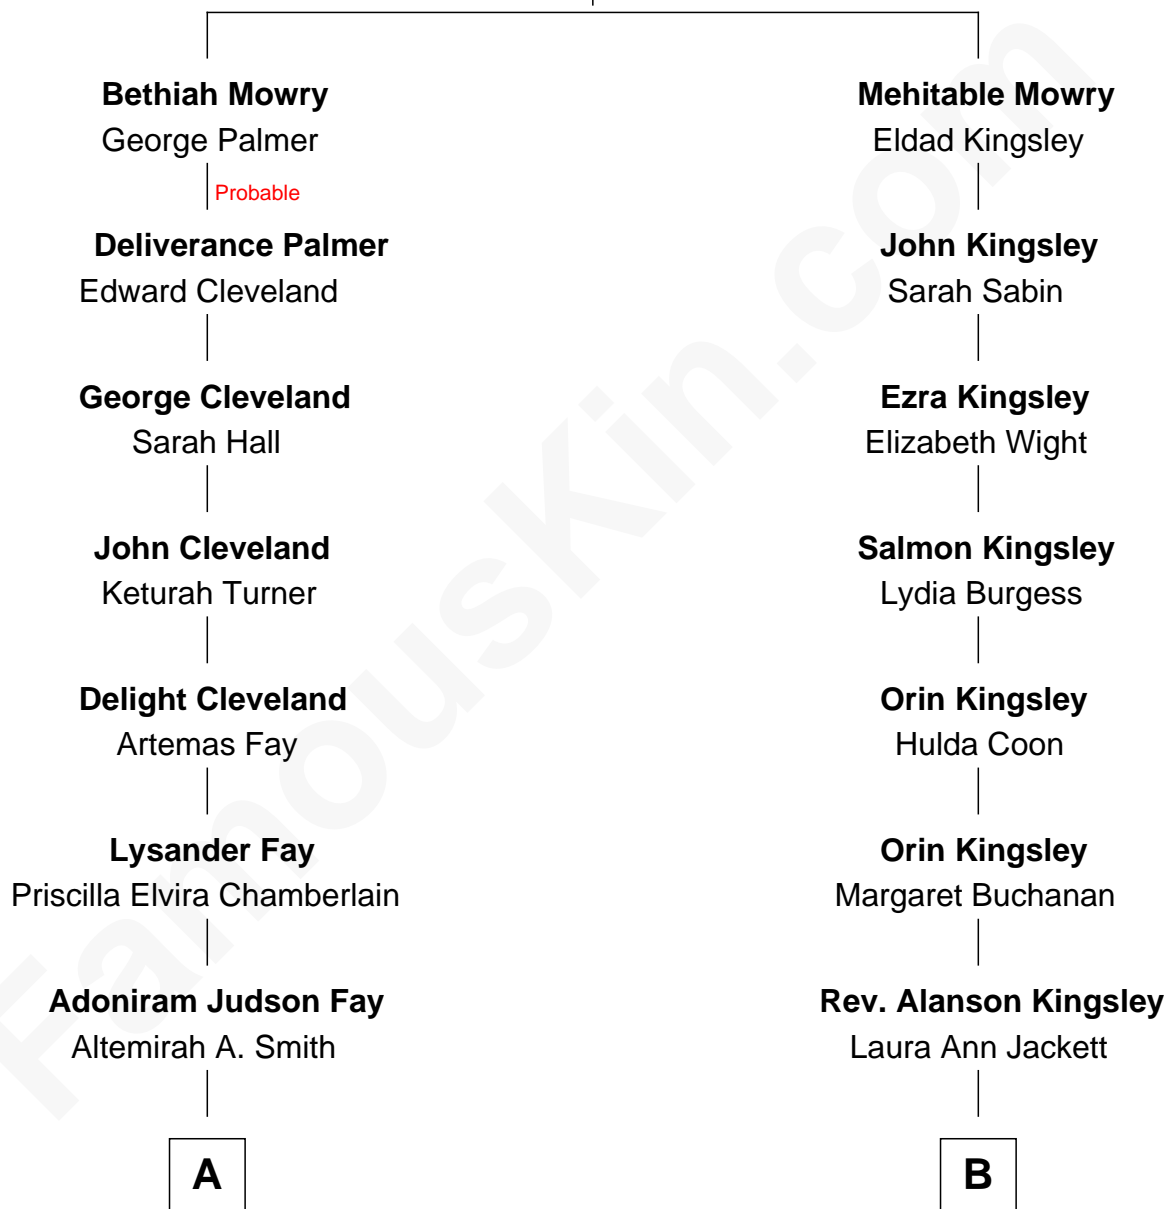 Bethiah Mowry
George Palmer
Probable
Deliverance Palmer
Edward Cleveland
George Cleveland
Sarah Hall
John Cleveland
Keturah Turner
Delight Cleveland
Artemas Fay
Lysander Fay
Priscilla Elvira Chamberlain
Adoniram Judson Fay
Altemirah A. Smith
A
Mehitable Mowry
Eldad Kingsley
John Kingsley
Sarah Sabin
Ezra Kingsley
Elizabeth Wight
Salmon Kingsley
Lydia Burgess
Orin Kingsley
Hulda Coon
Orin Kingsley
Margaret Buchanan
Rev. Alanson Kingsley
Laura Ann Jackett
B
FamousKin.com